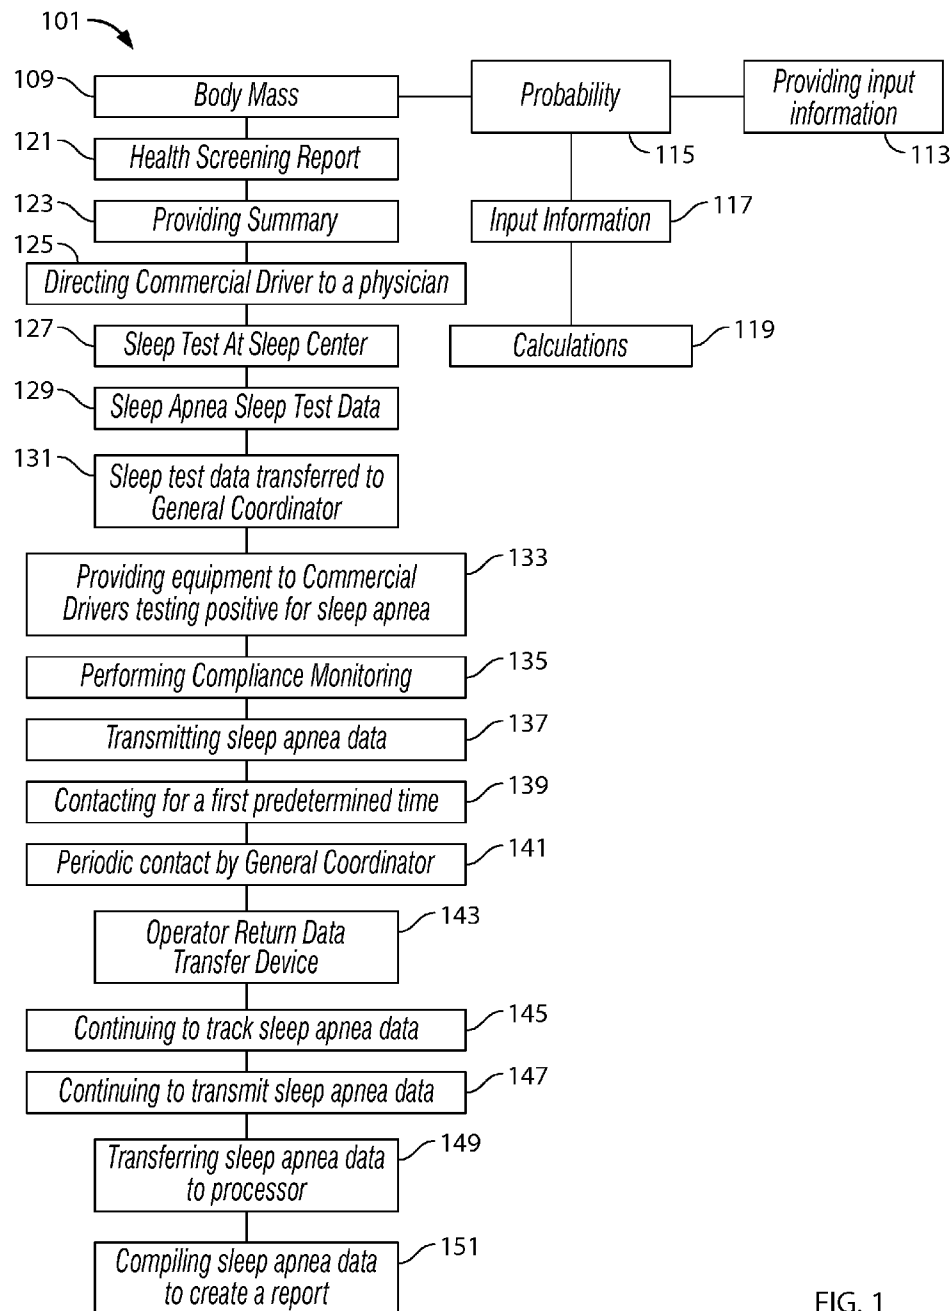 101
109
Body Mass
Probability
115
Providing input
information
113
121
Health Screening Report
123
Providing Summary
Input Information
117
125
Directing Commercial Driver to a physician
127
Sleep Test At Sleep Center
Calculations
119
129
Sleep Apnea Sleep Test Data
131
Sleep test data transferred to
General Coordinator
Providing equipment to Commercial
Drivers testing positive for sleep apnea
133
Performing Compliance Monitoring
135
Transmitting sleep apnea data
137
Contacting for a first predetermined time
139
Periodic contact by General Coordinator
141
Operator Return Data
Transfer Device
143
Continuing to track sleep apnea data
145
Continuing to transmit sleep apnea data
147
Transferring sleep apnea data
to processor
149
Compiling sleep apnea data
to create a report
151
FIG. 1